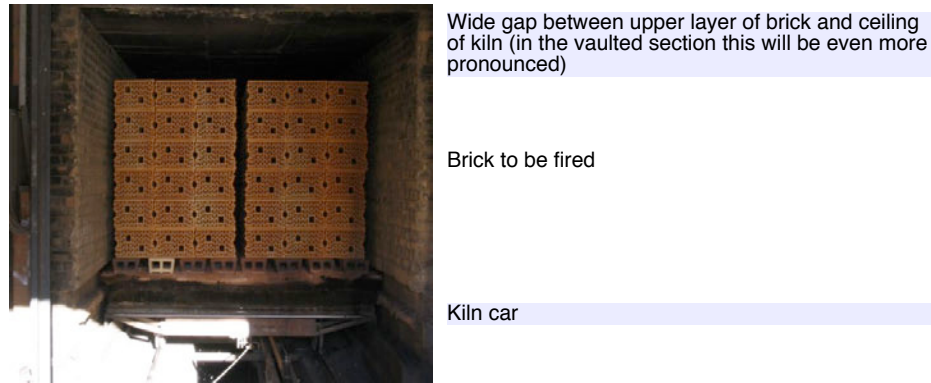 Wide gap between upper layer of brick and ceiling
of kiln (in the vaulted section this will be even more
pronounced)
Brick to be fired
Kiln car